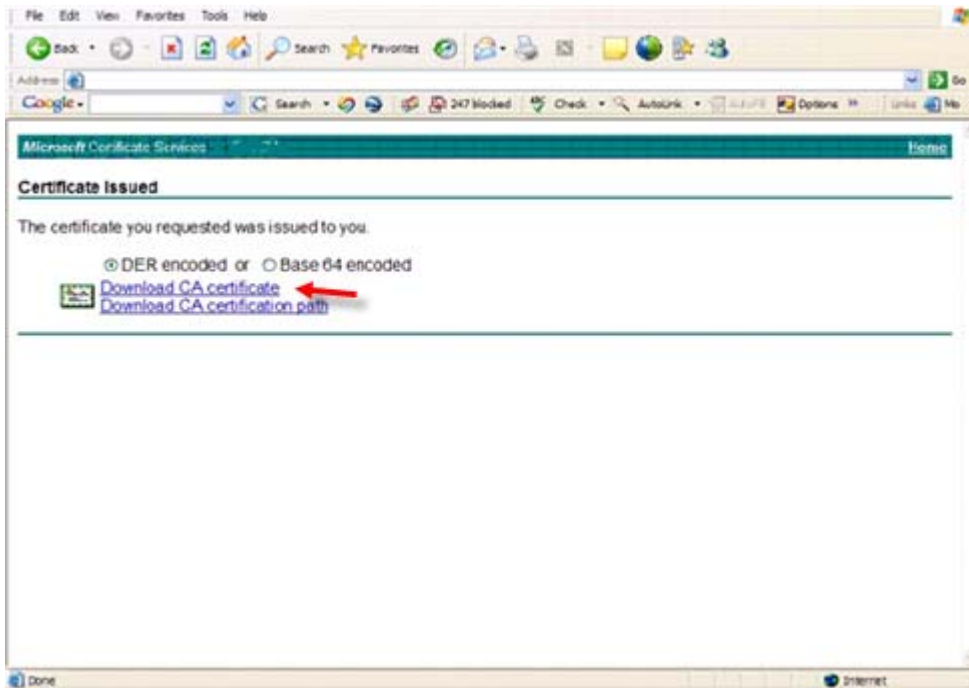 File Edit View Favorites Tools Help
Back Search Favorites
Address Go
Google Search 247 blocked Check AutoLink AutoFill Options Links
Microsoft Certificate Services Home
Certificate Issued
The certificate you requested was issued to you.
DER encoded or Base 64 encoded
Download CA certificate
Download CA certification path
Done Internet